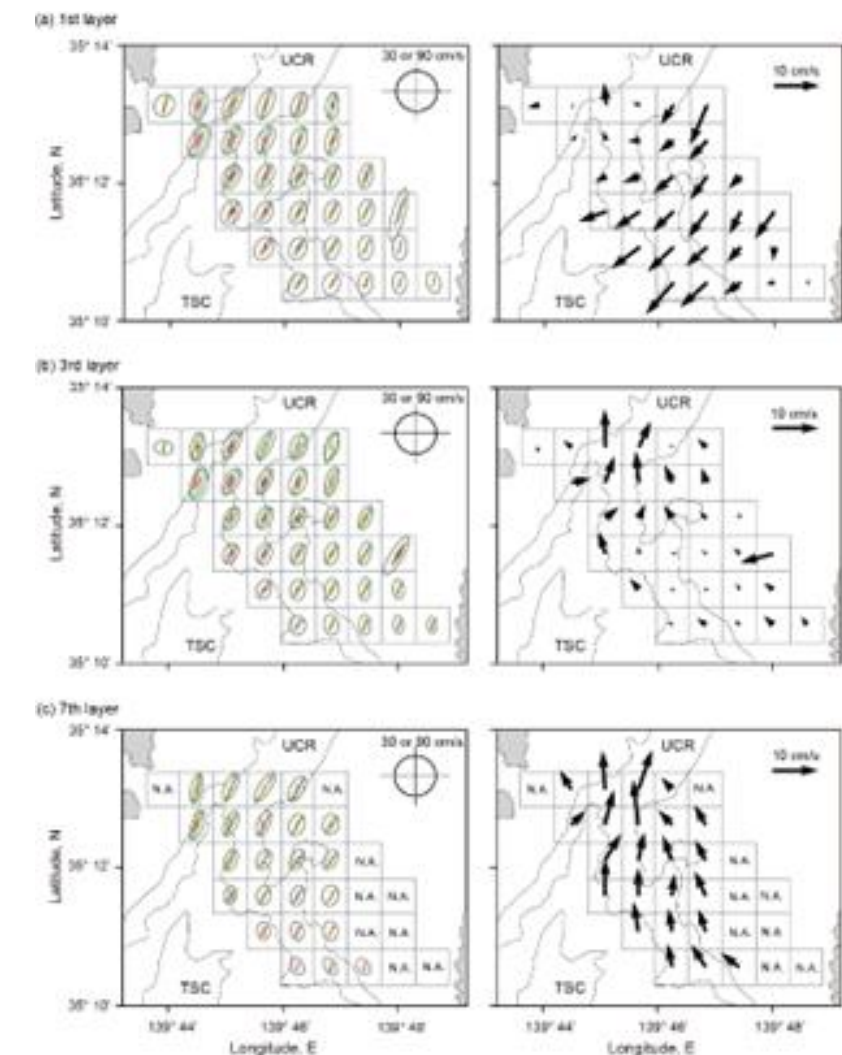 (a) 1st layer
35° 14'
UCR
30 or 90 cm/s
UCR
10 cm/s
Latitude, N
35° 12'
TSC
TSC
35° 10'
(b) 3rd layer
35° 14'
UCR
30 or 90 cm/s
UCR
10 cm/s
Latitude, N
35° 12'
TSC
TSC
35° 10'
(c) 7th layer
35° 14'
UCR
30 or 90 cm/s
UCR
10 cm/s
N.A. N.A. N.A. N.A.
Latitude, N
35° 12'
N.A. N.A.
N.A. N.A. N.A. N.A.
N.A. N.A. N.A. N.A.
N.A. N.A. N.A. N.A.
TSC
TSC
35° 10'
139° 44' 139° 46' 139° 48' 139° 44' 139° 46' 139° 48'
Longitude, E Longitude, E